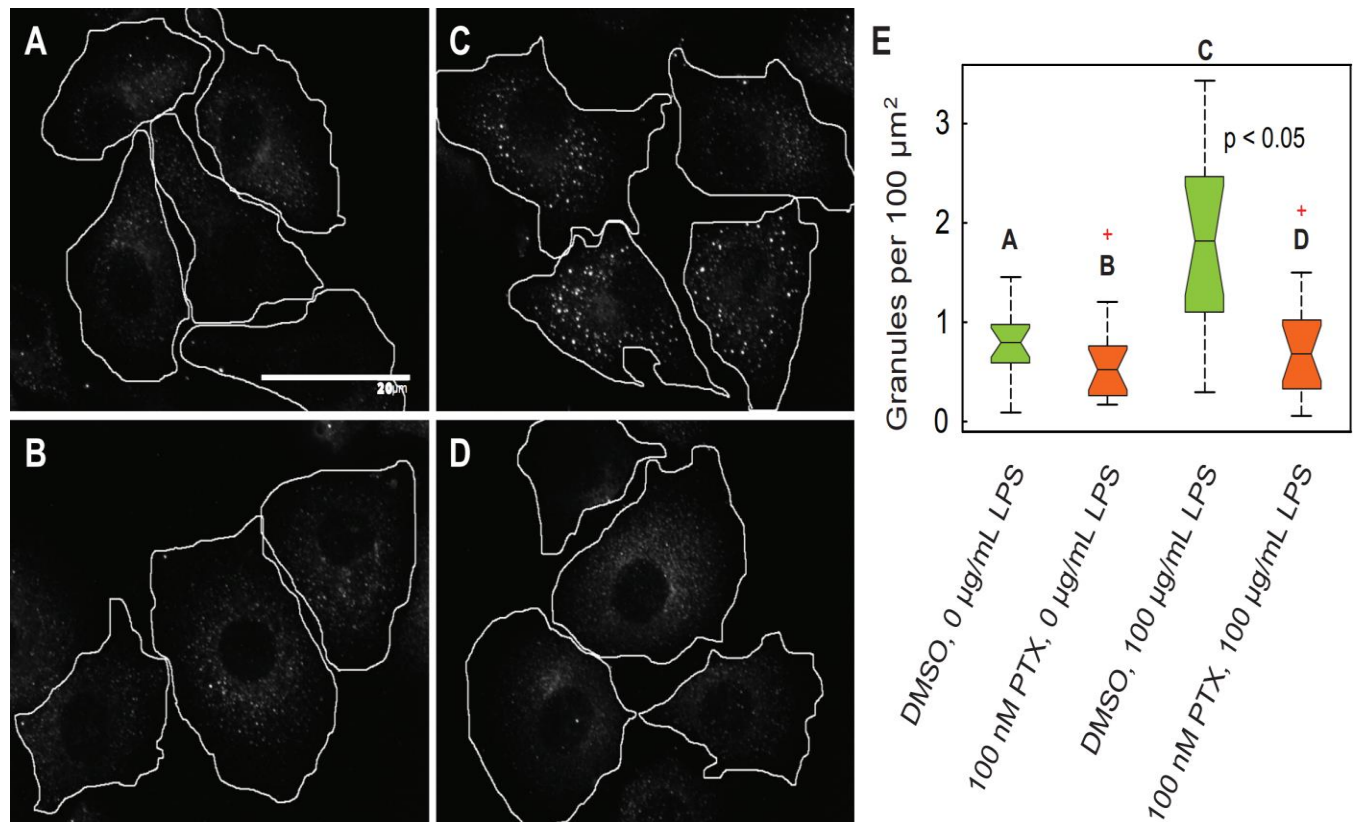 A
C
20µm
B
D
E
Granules per 100 µm²
3
2
1
0
A
B
C
D
+
+
p < 0.05
DMSO, 0 µg/mL LPS
100 nM PTX, 0 µg/mL LPS
DMSO, 100 µg/mL LPS
100 nM PTX, 100 µg/mL LPS